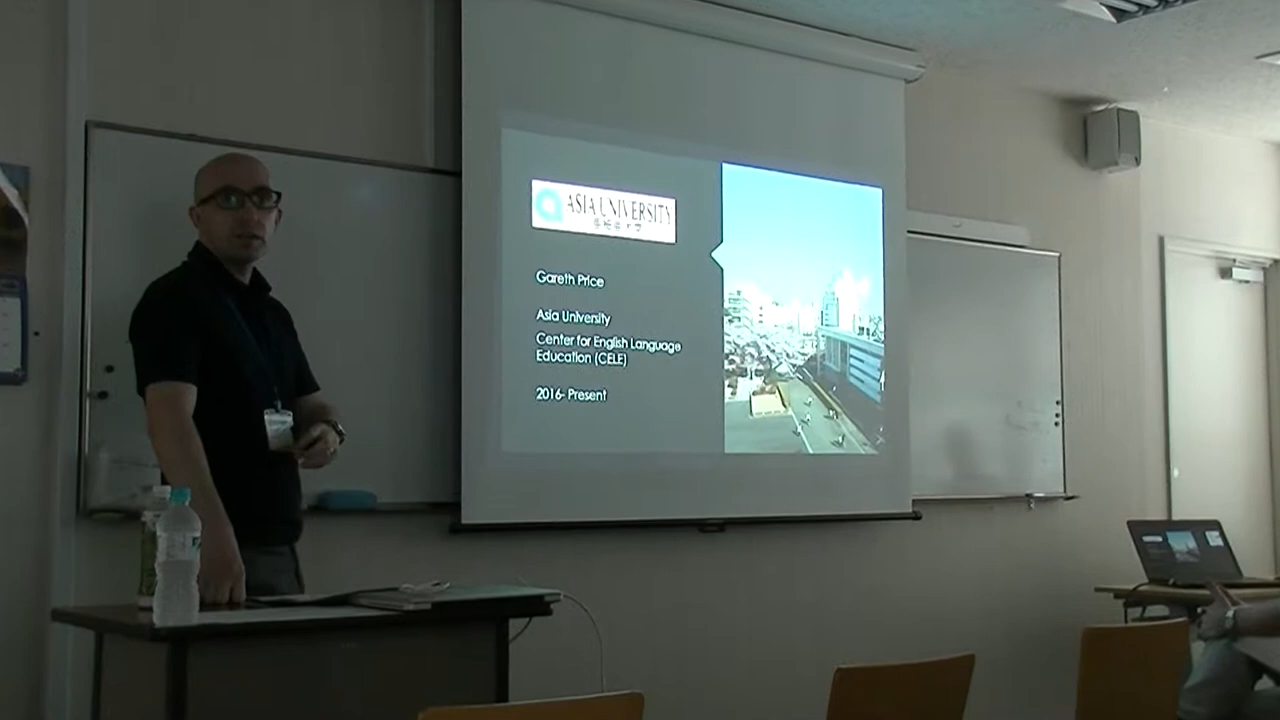 ASIA UNIVERSITY
Gareth Price
Asia University
Center for English Language
Education (CELE)
2016- Present